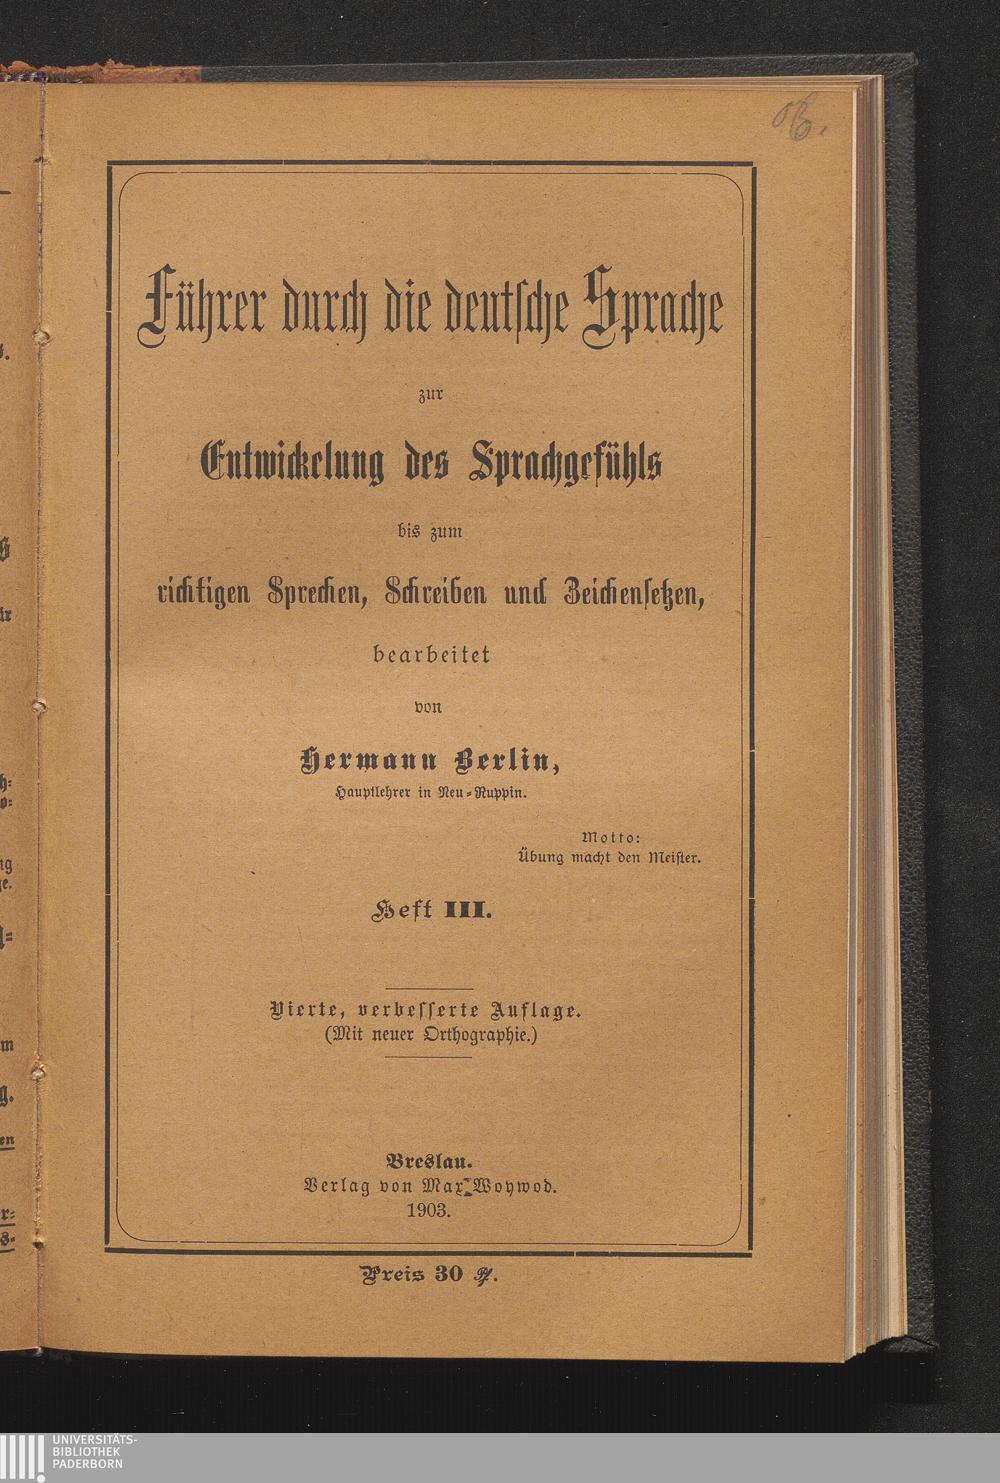 Führer durch die deutsche Sprache
zur
Entwickelung des Sprachgefühls
bis zum
richtigen Sprechen, Schreiben und Zeichensetzen,
bearbeitet
von
Hermann Berlin,
Hauptlehrer in Neu-Ruppin.
Motto:
Übung macht den Meister.
Heft III.
Vierte, verbesserte Auflage.
(Mit neuer Orthographie.)
Breslau.
Verlag von Max Woywod.
1903.
Preis 30 Pf.
UNIVERSITÄTS-
BIBLIOTHEK
PADERBORN